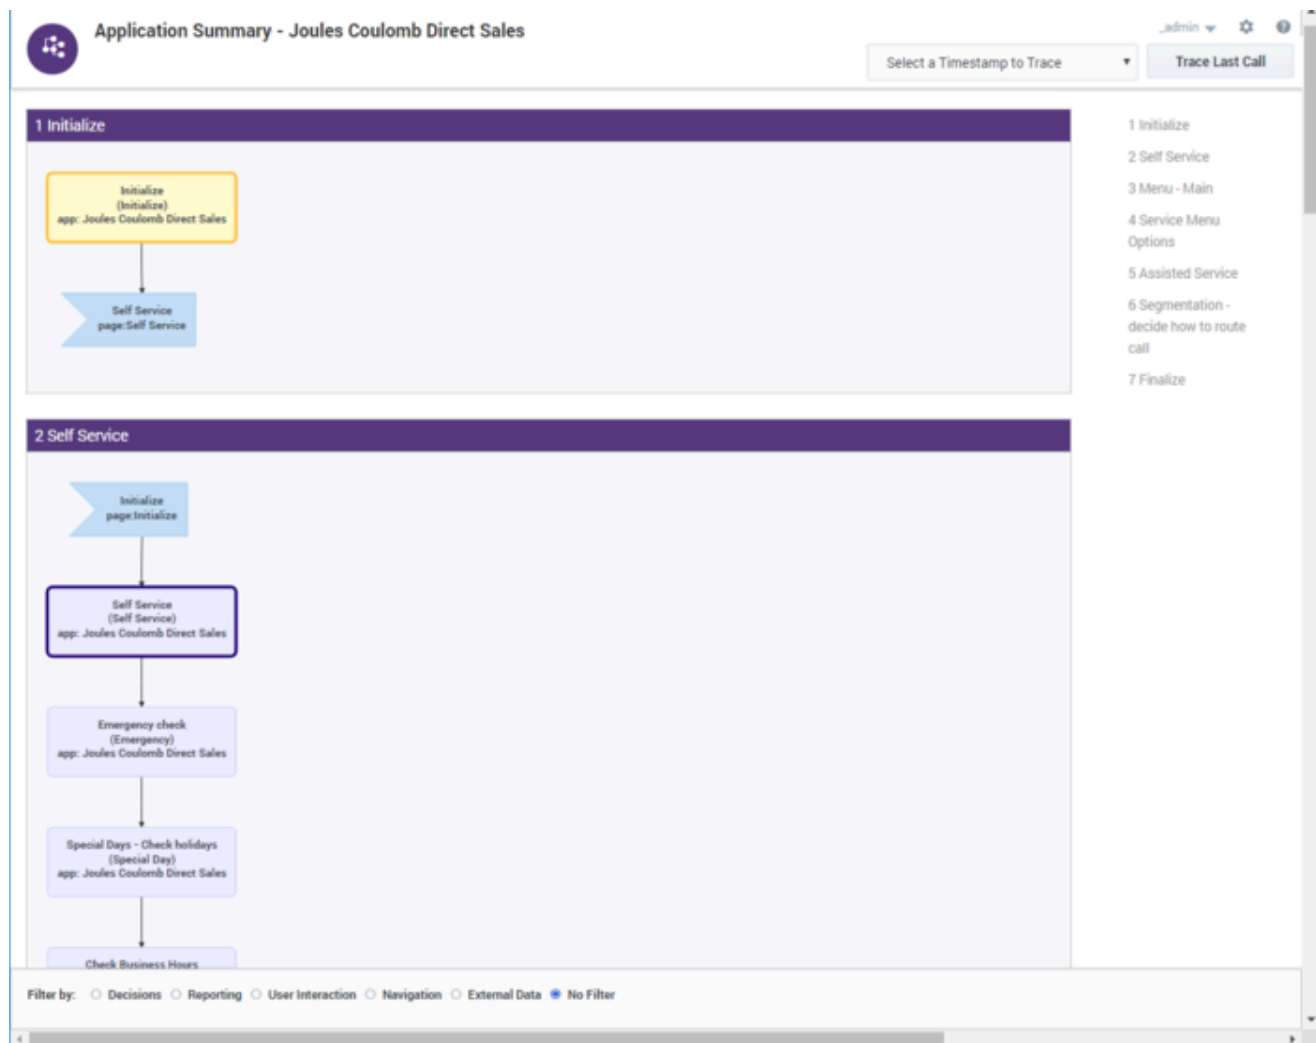 Application Summary - Joules Coulomb Direct Sales
_admin
Select a Timestamp to Trace
Trace Last Call
1 Initialize
Initialize
(Initialize)
app: Joules Coulomb Direct Sales
Self Service
page:Self Service
1 Initialize
2 Self Service
3 Menu - Main
4 Service Menu
Options
5 Assisted Service
6 Segmentation -
decide how to route
call
7 Finalize
2 Self Service
Initialize
page:Initialize
Self Service
(Self Service)
app: Joules Coulomb Direct Sales
Emergency check
(Emergency)
app: Joules Coulomb Direct Sales
Special Days - Check holidays
(Special Day)
app: Joules Coulomb Direct Sales
Check Business Hours
Filter by: Decisions Reporting User Interaction Navigation External Data No Filter